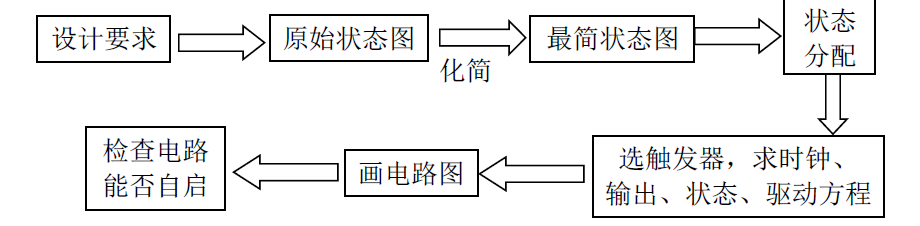 设计要求
原始状态图
化简
最简状态图
状态
分配
选触发器，求时钟、
输出、状态、驱动方程
画电路图
检查电路
能否自启